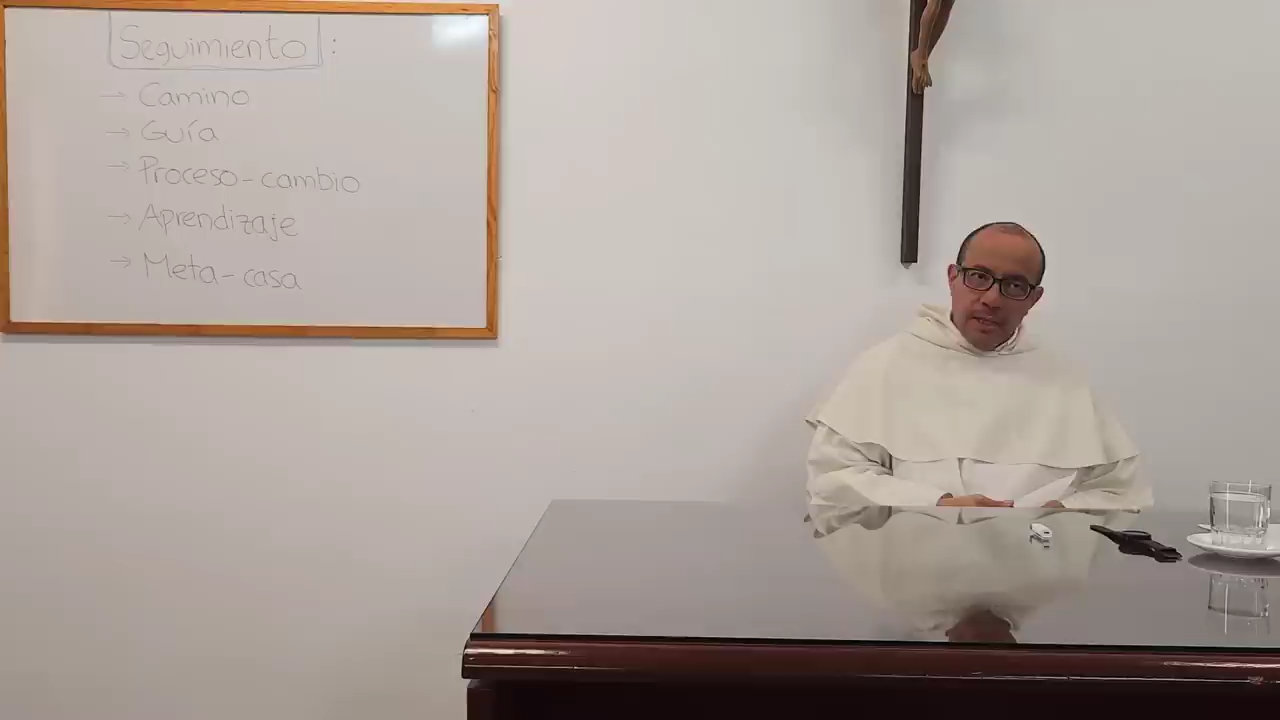 Seguimiento:
→ Camino
→ Guía
→ Proceso-cambio
→ Aprendizaje
→ Meta-casa